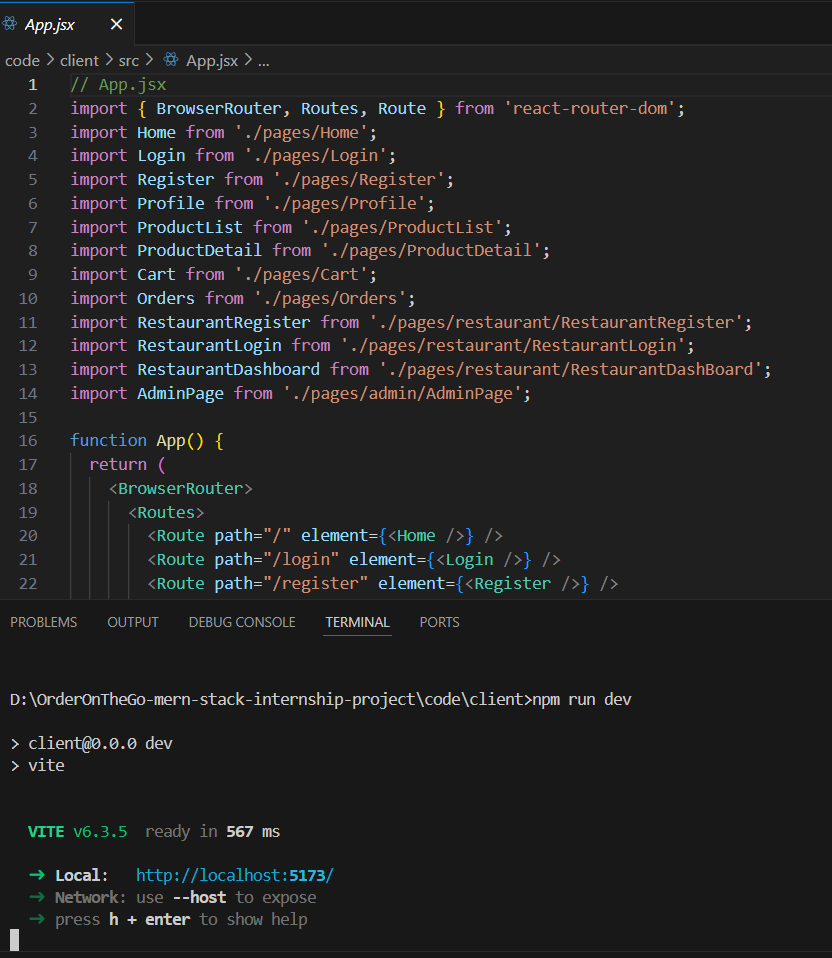 App.jsx
code > client > src > App.jsx > ...
1 // App.jsx
2 import { BrowserRouter, Routes, Route } from 'react-router-dom';
3 import Home from './pages/Home';
4 import Login from './pages/Login';
5 import Register from './pages/Register';
6 import Profile from './pages/Profile';
7 import ProductList from './pages/ProductList';
8 import ProductDetail from './pages/ProductDetail';
9 import Cart from './pages/Cart';
10 import Orders from './pages/Orders';
11 import RestaurantRegister from './pages/restaurant/RestaurantRegister';
12 import RestaurantLogin from './pages/restaurant/RestaurantLogin';
13 import RestaurantDashboard from './pages/restaurant/RestaurantDashBoard';
14 import AdminPage from './pages/admin/AdminPage';
15
16 function App() {
17   return (
18     <BrowserRouter>
19       <Routes>
20         <Route path="/" element={<Home />} />
21         <Route path="/login" element={<Login />} />
22         <Route path="/register" element={<Register />} />
PROBLEMS OUTPUT DEBUG CONSOLE TERMINAL PORTS
D:\OrderOnTheGo-mern-stack-internship-project\code\client>npm run dev
> client@0.0.0 dev
> vite
VITE v6.3.5 ready in 567 ms
➜ Local: http://localhost:5173/
➜ Network: use --host to expose
➜ press h + enter to show help